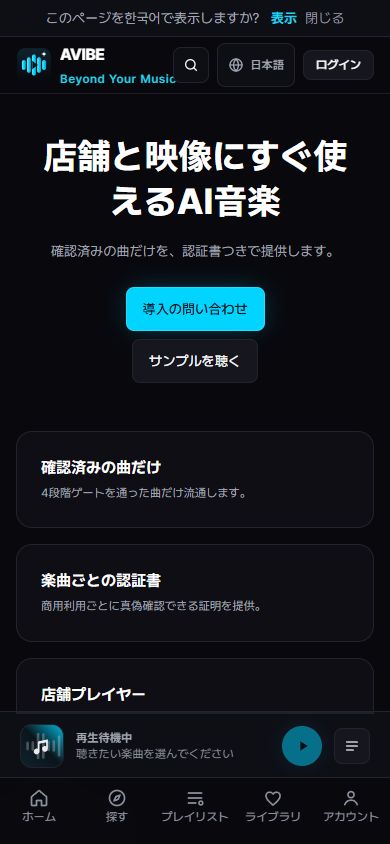 このページを한국어で表示しますか? 表示 閉じる
AVIBE
Beyond Your Music
日本語
ログイン
店舗と映像にすぐ使
えるAI音楽
確認済みの曲だけを、認証書つきで提供します。
導入の問い合わせ
サンプルを聴く
確認済みの曲だけ
4段階ゲートを通った曲だけ流通します。
楽曲ごとの認証書
商用利用ごとに真偽確認できる証明を提供。
店舗プレイヤー
再生待機中
聴きたい楽曲を選んでください
ホーム
探す
プレイリスト
ライブラリ
アカウント